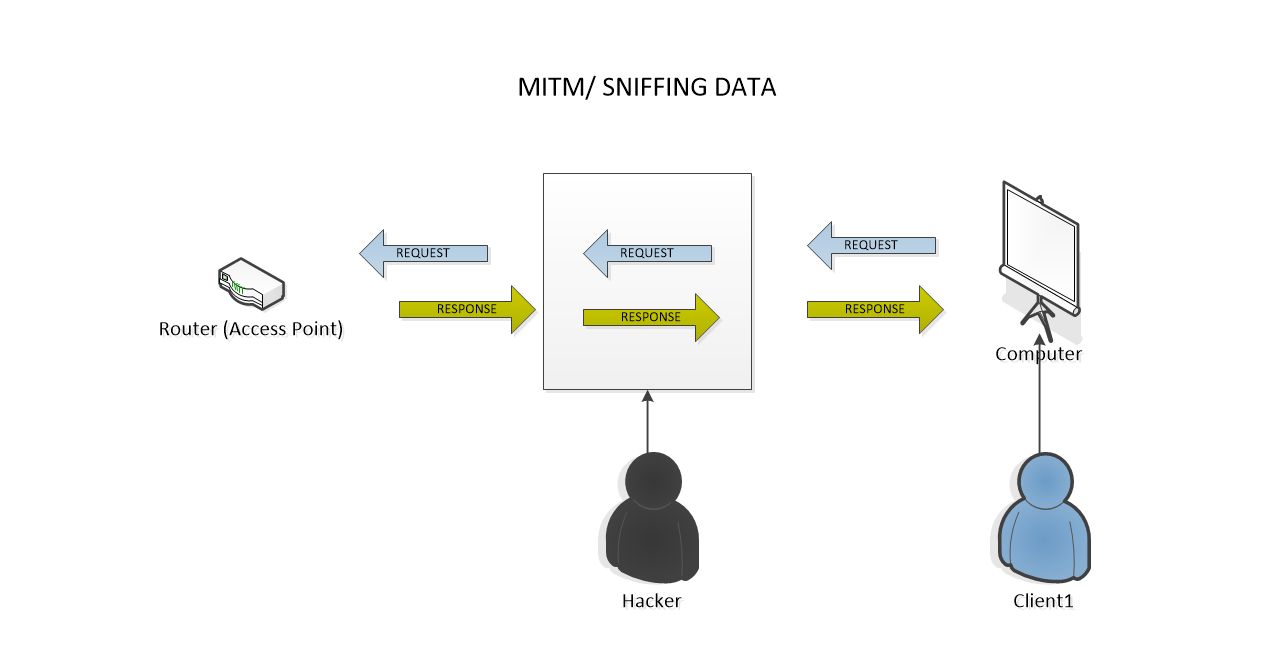 MITM/ SNIFFING DATA
REQUEST
REQUEST
REQUEST
RESPONSE
RESPONSE
RESPONSE
Router (Access Point)
Computer
Hacker
Client1